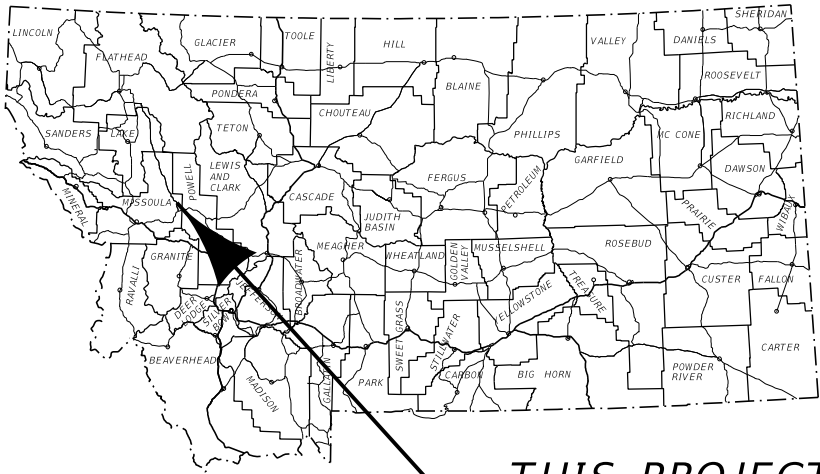 SHERIDAN
LINCOLN
TOOLE
GLACIER
HILL
VALLEY
DANIELS
LIBERTY
FLATHEAD
ROOSEVELT
BLAINE
PONDERA
CHOUTEAU
RICHLAND
TETON
SANDERS
LAKE
PHILLIPS
MC CONE
GARFIELD
LEWIS
AND
CLARK
POWELL
DAWSON
FERGUS
PETROLEUM
CASCADE
MINERAL
MISSOULA
JUDITH
BASIN
PRAIRIE
WIBAUX
MEAGHER
WHEATLAND
GOLDEN
VALLEY
MUSSELSHELL
ROSEBUD
GRANITE
RAVALLI
BROADWATER
TREASURE
CUSTER
FALLON
JEFFERSON
DEER
LODGE
SILVER
BOW
YELLOWSTONE
SWEET GRASS
STILLWATER
CARTER
BEAVERHEAD
GALLATIN
PARK
CARBON
BIG HORN
POWDER
RIVER
MADISON
THIS PROJECT